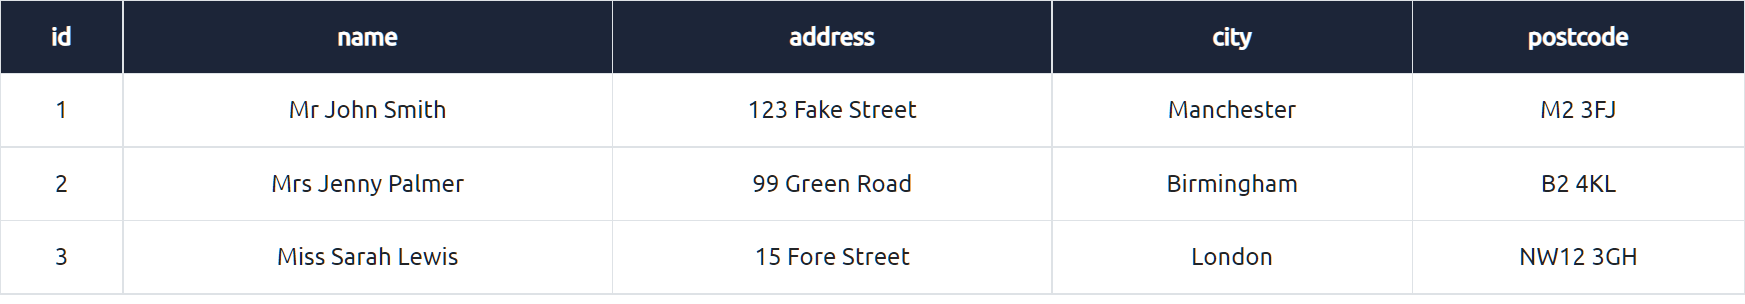 id name address city postcode
1 Mr John Smith 123 Fake Street Manchester M2 3FJ
2 Mrs Jenny Palmer 99 Green Road Birmingham B2 4KL
3 Miss Sarah Lewis 15 Fore Street London NW12 3GH